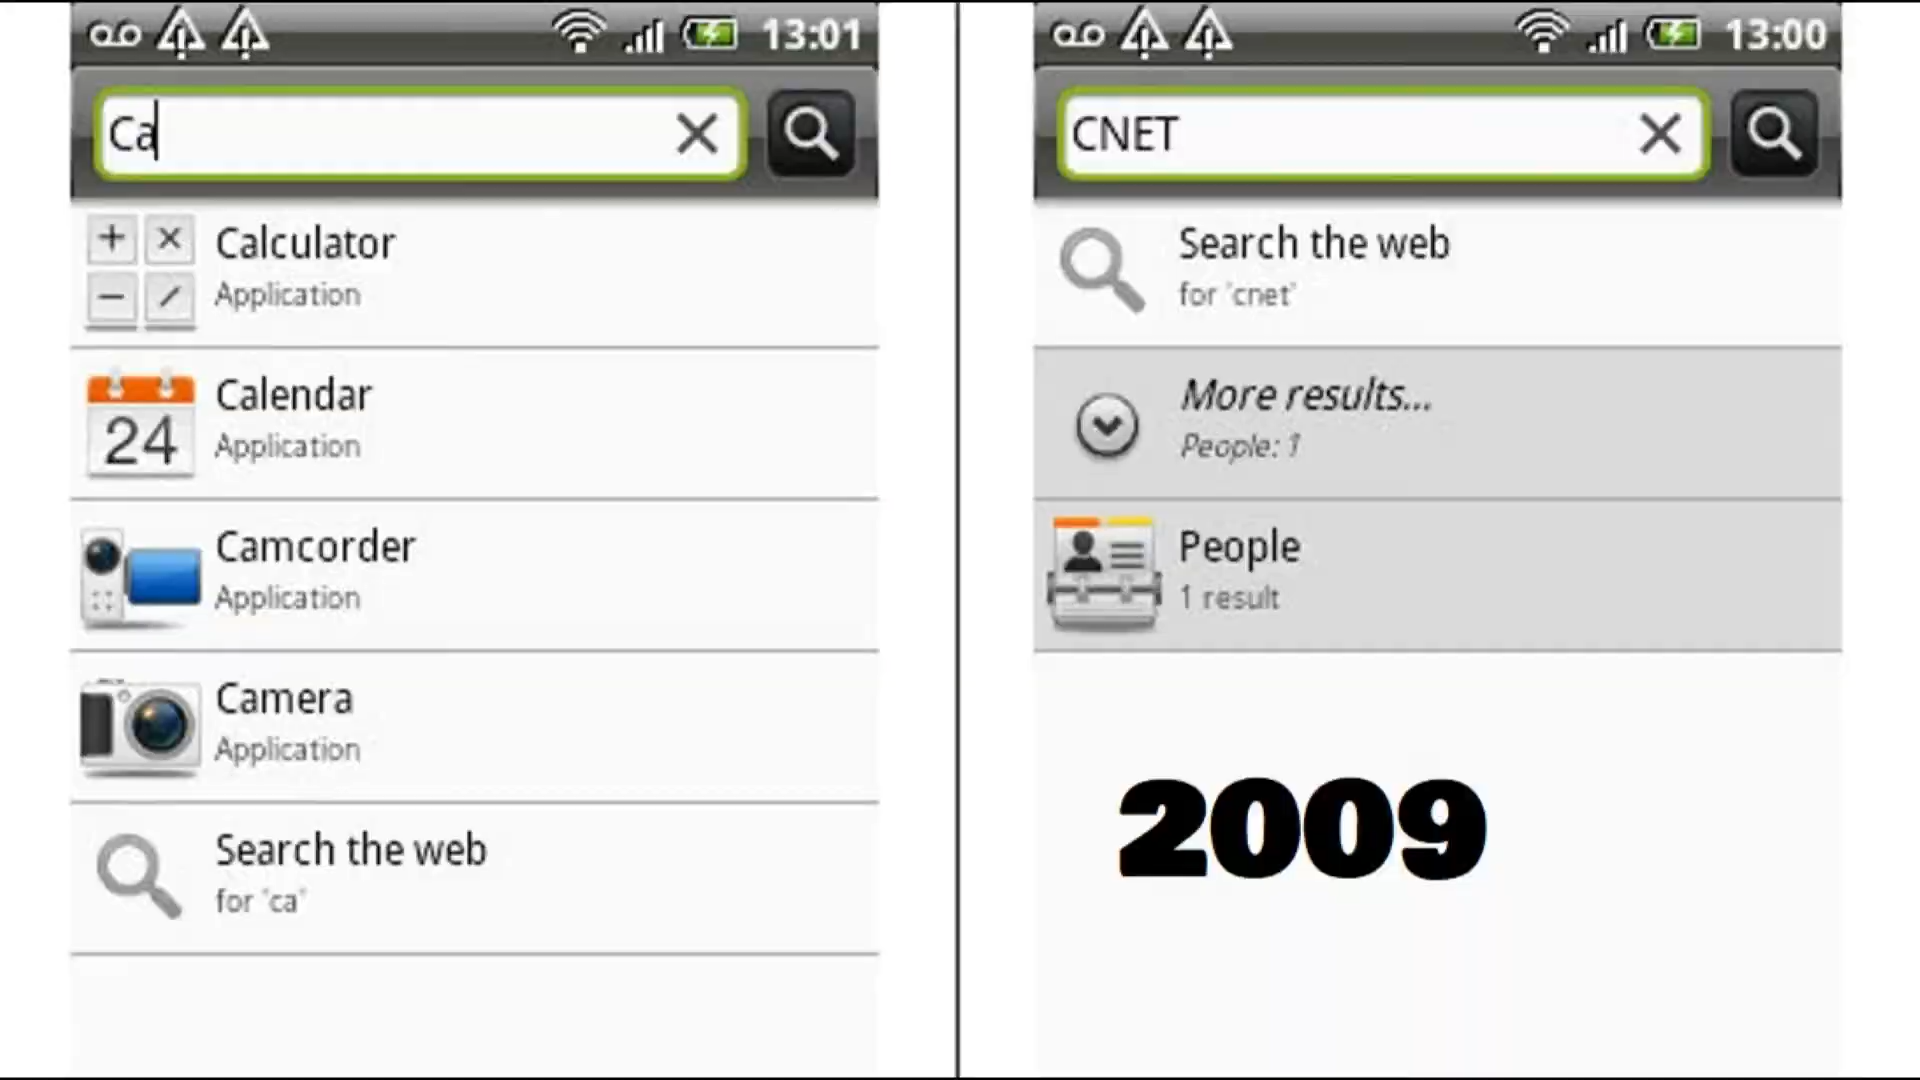 13:01
Ca
Calculator
Application
24
Calendar
Application
Camcorder
Application
Camera
Application
Search the web
for 'ca'
13:00
CNET
Search the web
for 'cnet'
More results...
People: 1
People
1 result
2009